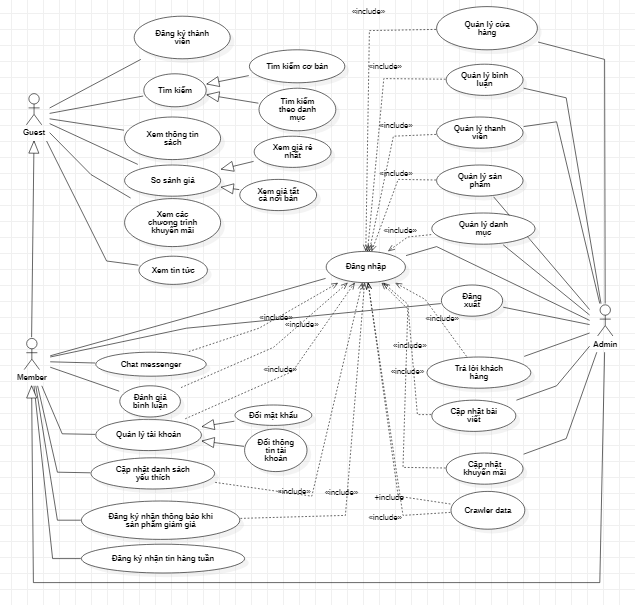 «include»
Đăng ký thành
viên
Quản lý cửa
hàng
Tìm kiếm cơ bản
«include»
Quản lý bình
luận
Tìm kiếm
Tìm kiếm
theo danh
mục
Guest
Xem thông tin
sách
«include»
Quản lý thanh
viên
Xem giá rẻ
nhất
So sánh giá
«include»
Quản lý sản
phẩm
Xem giá tất
cả nơi bán
Xem các
chương trình
khuyến mãi
«include»
Quản lý danh
mục
Xem tin tức
Đăng nhập
Đăng
xuất
«include»
«include»
«include»
Admin
«include»
Member
Chat messenger
«include»
«include»
Trả lời khách
hàng
Đánh giá
bình luận
Đổi mật khẩu
Cập nhật bài
viết
Quản lý tài khoản
Đổi thông
tin tài
khoản
Cập nhật danh sách
yêu thích
Cập nhật
khuyến mãi
«include»
«include»
+include
Crawler data
Đăng ký nhận thông báo khi
sản phẩm giảm giá
«include»
Đăng ký nhận tin hàng tuần